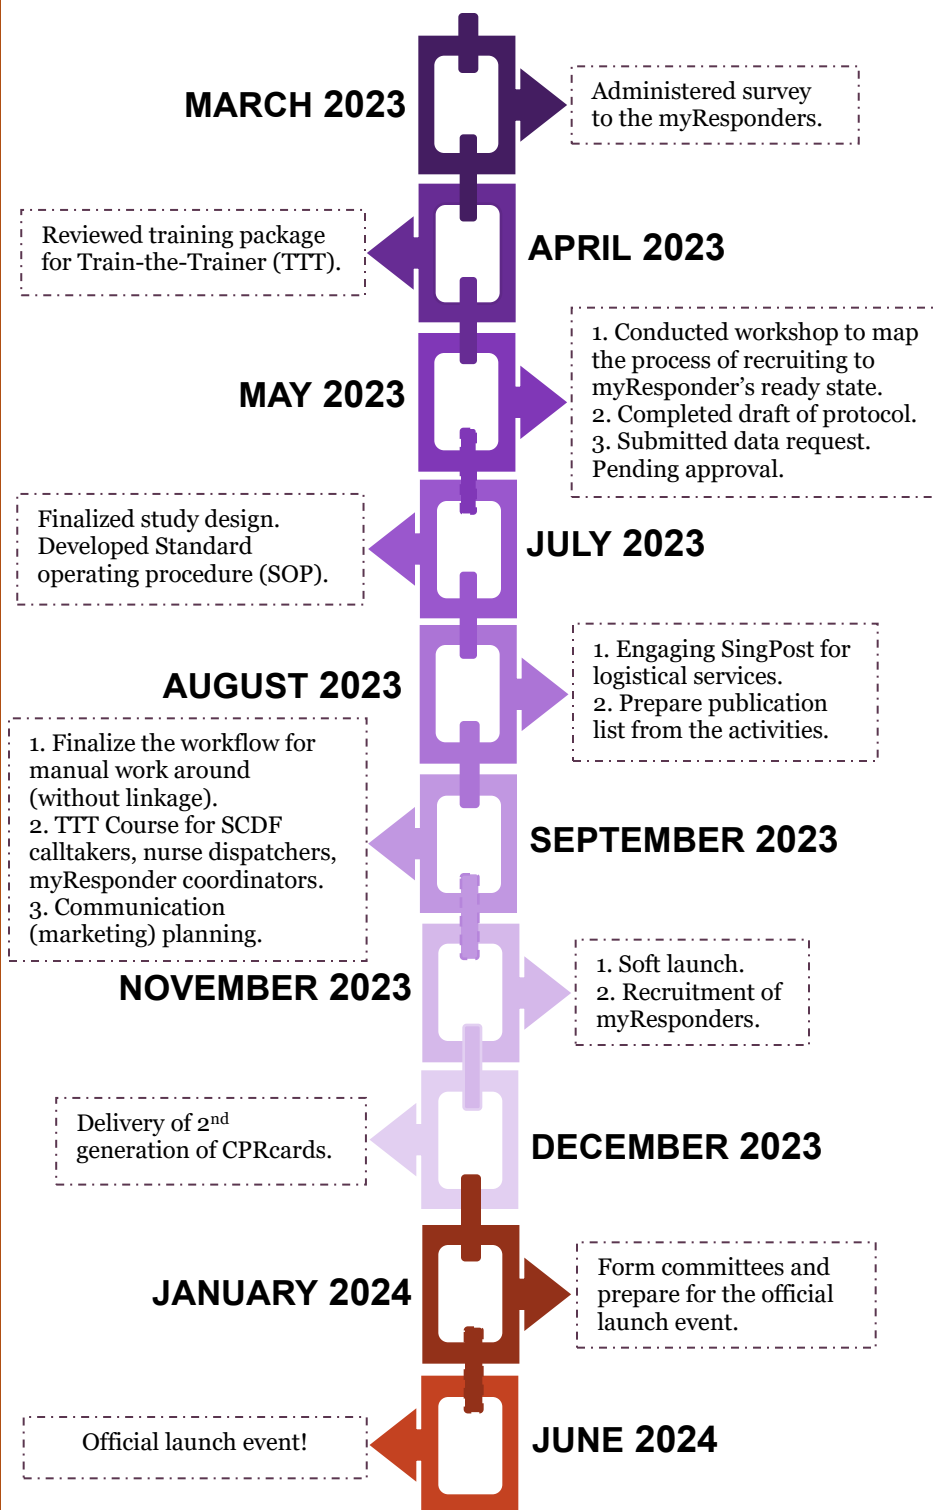 MARCH 2023
Administered survey
to the myResponders.
APRIL 2023
Reviewed training package
for Train-the-Trainer (TTT).
MAY 2023
1. Conducted workshop to map
the process of recruiting to
myResponder’s ready state.
2. Completed draft of protocol.
3. Submitted data request.
Pending approval.
JULY 2023
Finalized study design.
Developed Standard
operating procedure (SOP).
AUGUST 2023
1. Engaging SingPost for
logistical services.
2. Prepare publication
list from the activities.
SEPTEMBER 2023
1. Finalize the workflow for
manual work around
(without linkage).
2. TTT Course for SCDF
calltakers, nurse dispatchers,
myResponder coordinators.
3. Communication
(marketing) planning.
NOVEMBER 2023
1. Soft launch.
2. Recruitment of
myResponders.
DECEMBER 2023
Delivery of 2nd
generation of CPRcards.
JANUARY 2024
Form committees and
prepare for the official
launch event.
JUNE 2024
Official launch event!